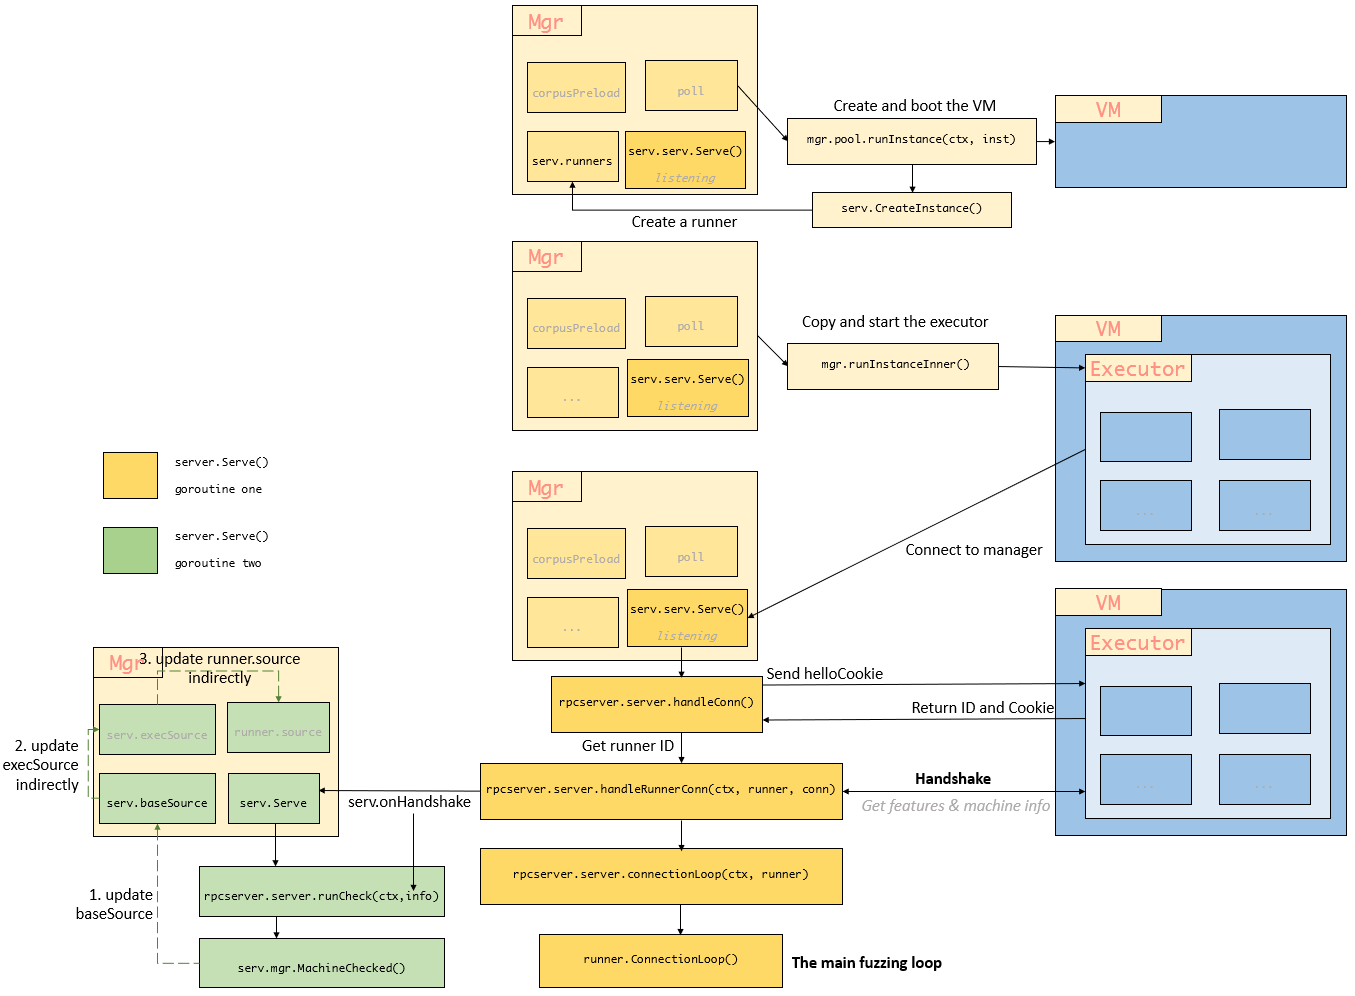 Mgr
corpusPreload
poll
serv.runners
serv.serv.Serve()
listening
Create and boot the VM
mgr.pool.runInstance(ctx, inst)
VM
serv.CreateInstance()
Create a runner
Mgr
corpusPreload
poll
...
serv.serv.Serve()
listening
Copy and start the executor
mgr.runInstanceInner()
VM
Executor
...
...
server.Serve()
goroutine one
server.Serve()
goroutine two
Mgr
corpusPreload
poll
...
serv.serv.Serve()
listening
Connect to manager
VM
Executor
...
...
rpcserver.server.handleConn()
Send helloCookie
Return ID and Cookie
Get runner ID
rpcserver.server.handleRunnerConn(ctx, runner, conn)
Handshake
Get features & machine info
serv.onHandshake
Mgr
3. update runner.source
indirectly
serv.execSource
runner.source
2. update
execSource
indirectly
serv.baseSource
serv.Serve
rpcserver.server.connectionLoop(ctx, runner)
rpcserver.server.runCheck(ctx,info)
1. update
baseSource
serv.mgr.MachineChecked()
runner.ConnectionLoop()
The main fuzzing loop